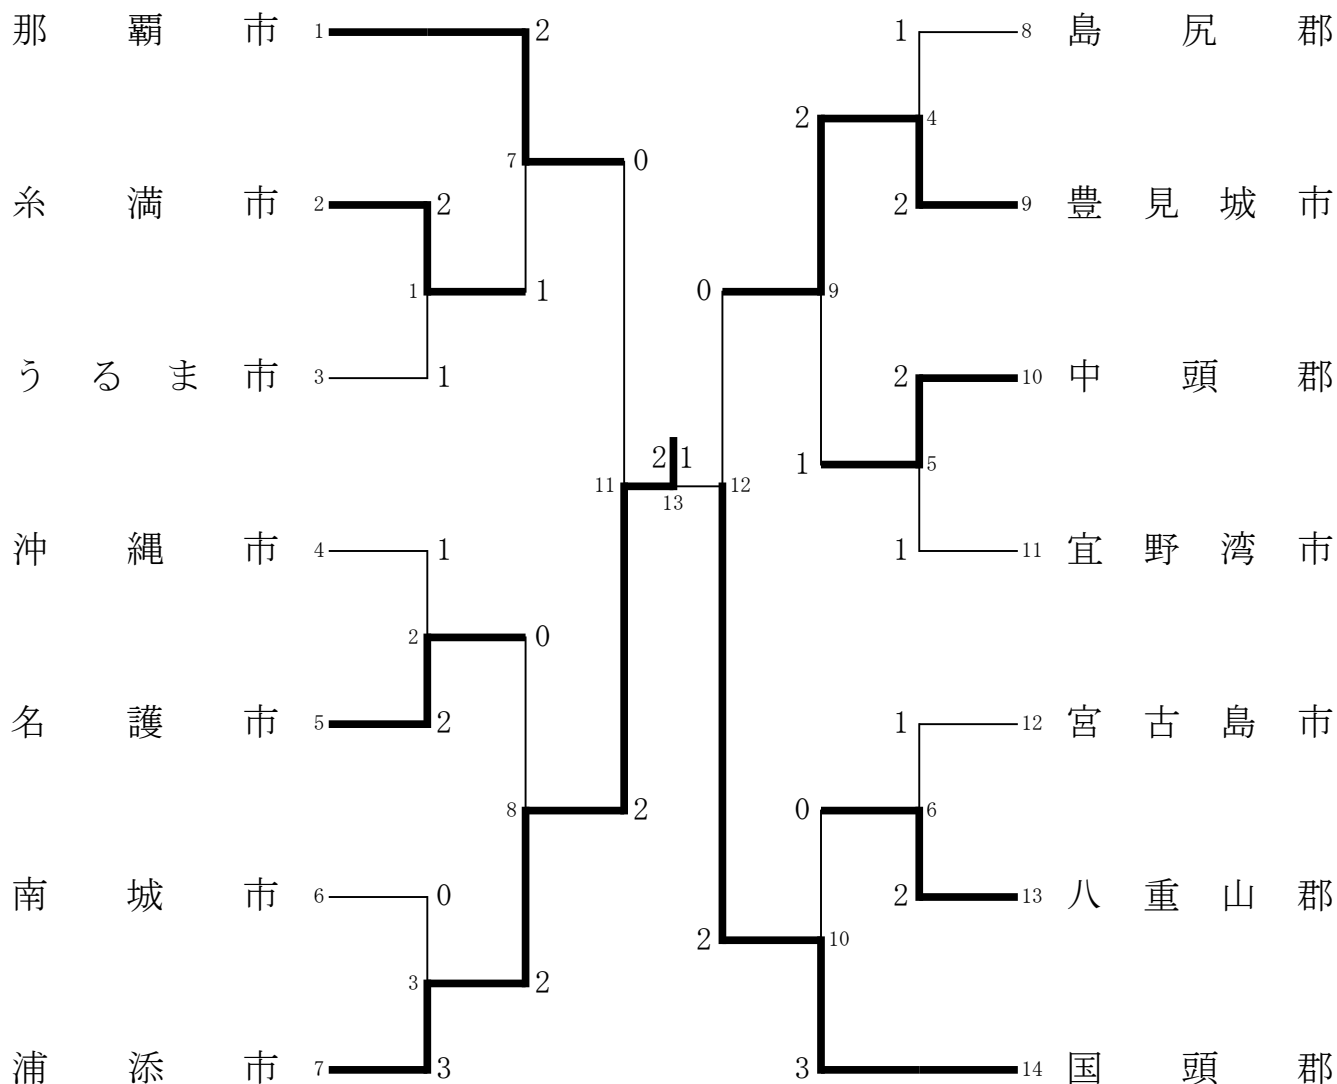 那覇市 1 2 1 8 島尻郡
2 4
7 0
糸満市 2 2 2 9 豊見城市
1 1 0 9
うるま市 3 1 2 10 中頭郡
2 1 1 5
11 13 12
沖縄市 4 1 1 11 宜野湾市
2 0
名護市 5 2 1 12 宮古島市
8 2 0 6
南城市 6 0 2 13 八重山郡
2 10
3 2
浦添市 7 3 3 14 国頭郡